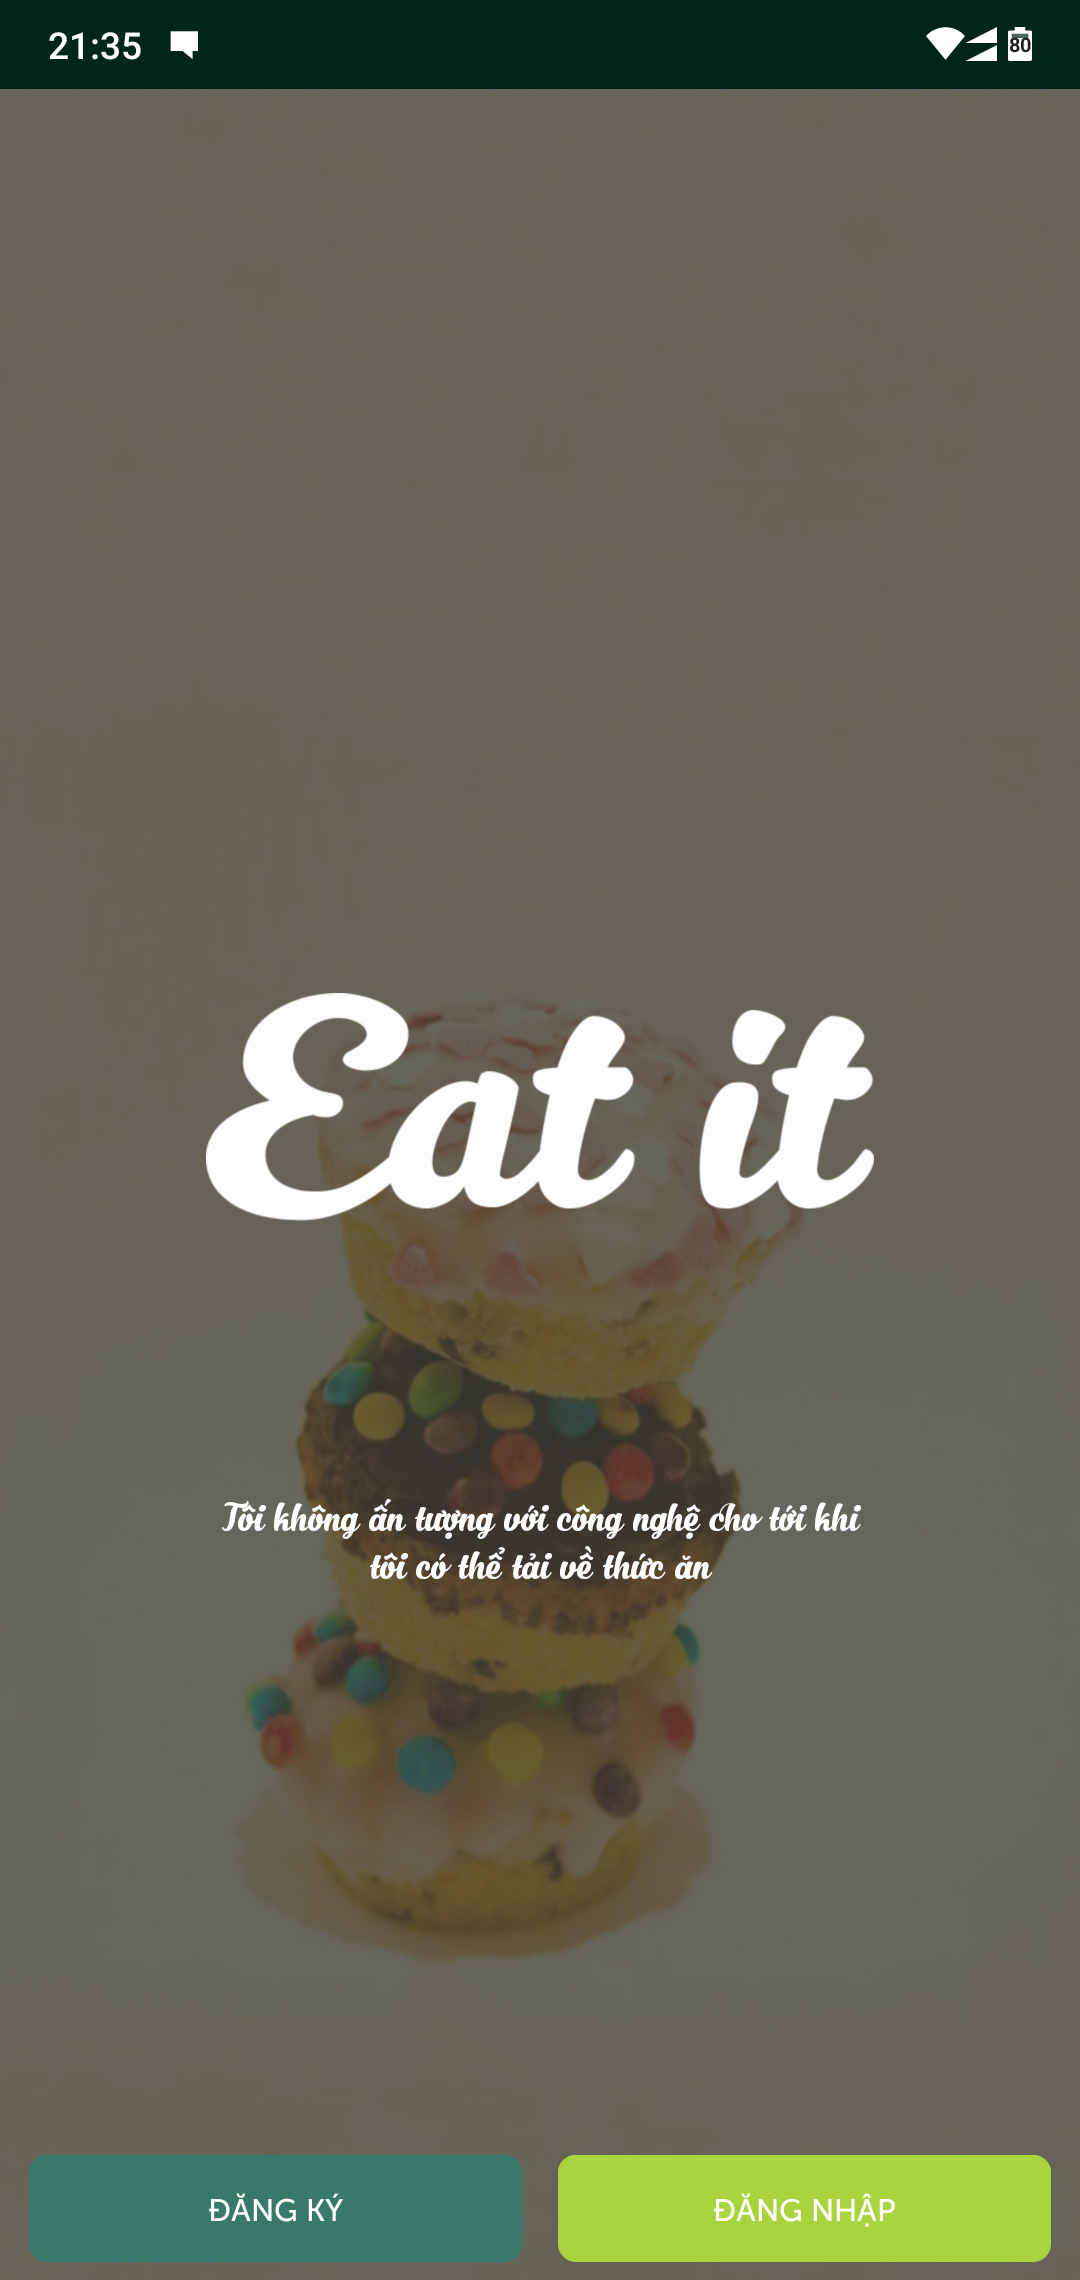 21:35
80
Eat it
Tôi không ấn tượng với công nghệ cho tới khi
tôi có thể tải về thức ăn
ĐĂNG KÝ
ĐĂNG NHẬP